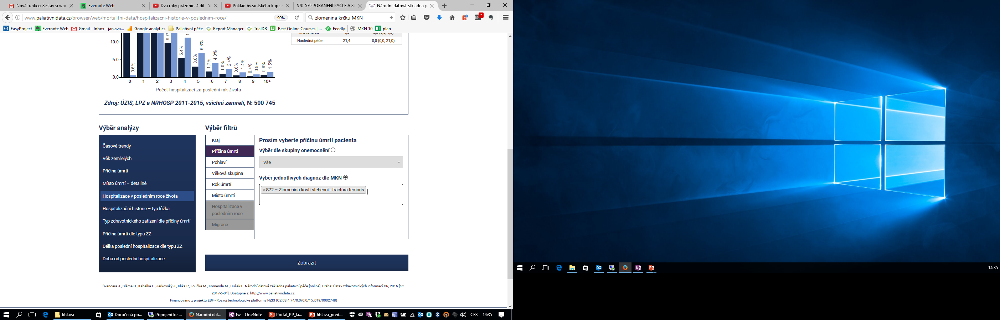 Nová funkce: Sestav si wor
Evernote Web
Dva roky prázdnin-4.díl - Y
Poklad byzantského kupce
S70-S79 PORANĚNÍ KYČLE A ST
Národní datová základna p
www.paliativnidata.cz/browser/web/mortalitni-data/hospitalizacni-historie-v-poslednim-roce/
90%
zlomenina krčku MKN
?
EasyProject
Evernote Web
Gmail - Inbox - jan.sva...
Google analytics
Paliativní péče
Report Manager
TrialDB
Best Online Courses | ...
Feedly
MKN 10
plan
10.0
5.0
0.0
0.6%
5.4%
3.0%
6.8%
1.7%
4.0%
1.0%
2.4%
0.6%
1.4%
0.4%
0.9%
0.8%
1.5%
0 1 2 3 4 5 6 7 8 9 10+
Počet hospitalizací za poslední rok života
Následná péče 21,4 0,0 (0,0; 21,0)
Zdroj: ÚZIS, LPZ a NRHOSP 2011-2015, všichni zemřelí, N: 500 745
Výběr analýzy
Časové trendy
Věk zemřelých
Příčina úmrtí
Místo úmrtí – detailně
Hospitalizace v posledním roce života
Hospitalizační historie – typ lůžka
Typ zdravotnického zařízení dle příčiny úmrtí
Příčina úmrtí dle typu ZZ
Délka poslední hospitalizace dle typu ZZ
Doba od poslední hospitalizace
Výběr filtrů
Kraj
Příčina úmrtí
Pohlaví
Věková skupina
Rok úmrtí
Místo úmrtí
Hospitalizace v
posledním roce
Migrace
Prosím vyberte příčinu úmrtí pacienta
Výběr dle skupiny onemocnění
Vše
Výběr jednotlivých diagnóz dle MKN
×S72 – Zlomenina kosti stehenní - fractura femoris
Zobrazit
Švancara J., Sláma O., Kabelka L., Jarkovský J., Klika P., Loučka M., Komenda M., Dušek L. Národní datová základna paliativní péče [online]. Praha: Ústav zdravotnických informací ČR, 2016 [cit.
2017-6-04]. Dostupné z: http://www.paliativnidata.cz.
Financováno z projektu ESF - Rozvoj technologické platformy NZIS (CZ.03.4.74/0.0/0.0/15_019/0002748)
Jihlava
Doručená po...
Připojení ke ...
Národní dat...
tw – OneNote
Portal_PP_la...
Jihlava_pred...
CES
14:35
14:35